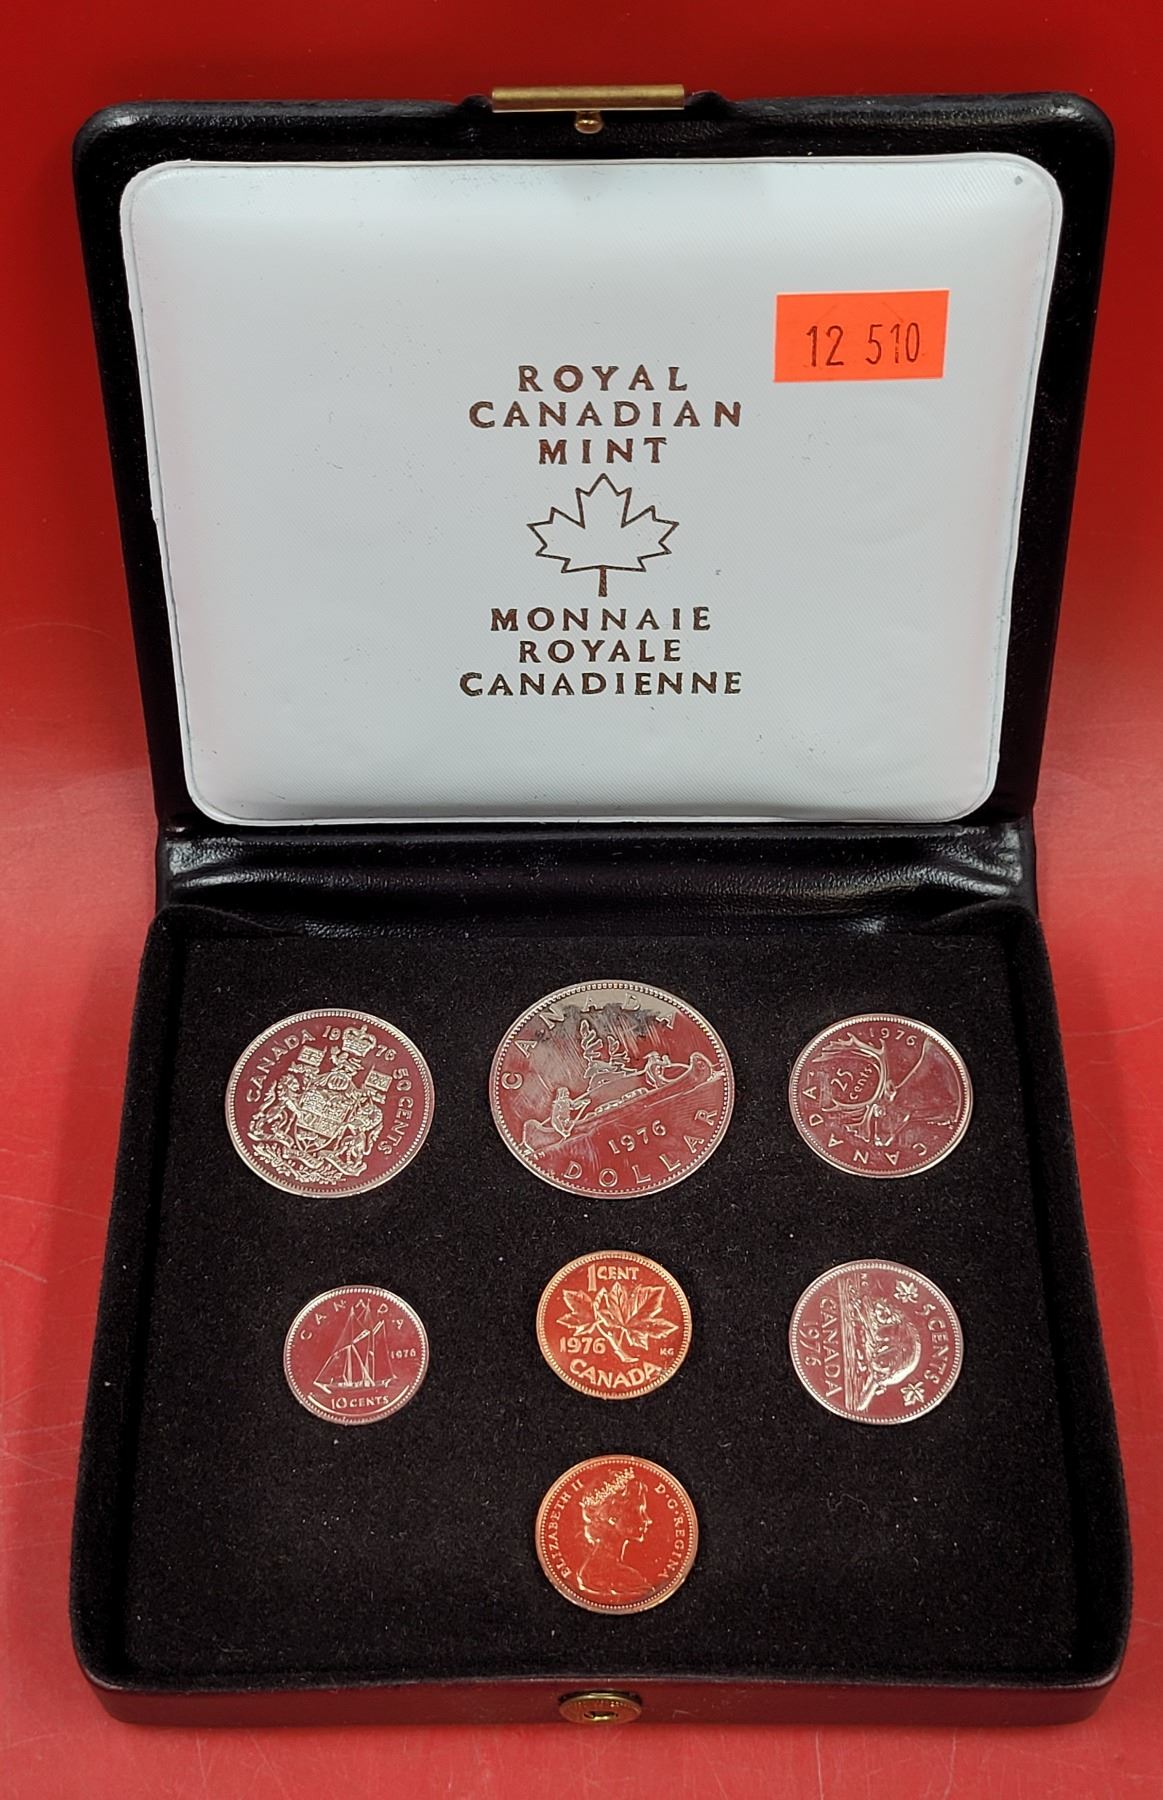 12 510
ROYAL
CANADIAN
MINT
MONNAIE
ROYALE
CANADIENNE
CANADA 1976 50 CENTS
CANADA
1976
DOLLAR
1976
25
cents
CANADA
CANADA
1976
10 CENTS
1 CENT
1976
KG
CANADA
5 CENTS
CANADA
1976
ELIZABETH II D·G·REGINA